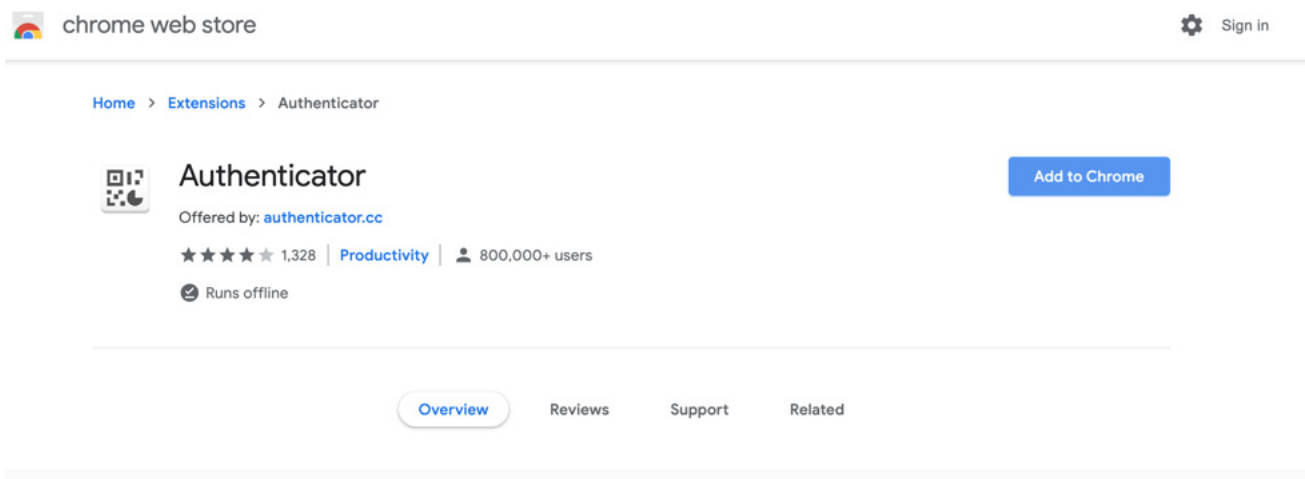 chrome web store
Sign in
Home > Extensions > Authenticator
Authenticator
Add to Chrome
Offered by: authenticator.cc
1,328 | Productivity | 800,000+ users
Runs offline
Overview Reviews Support Related